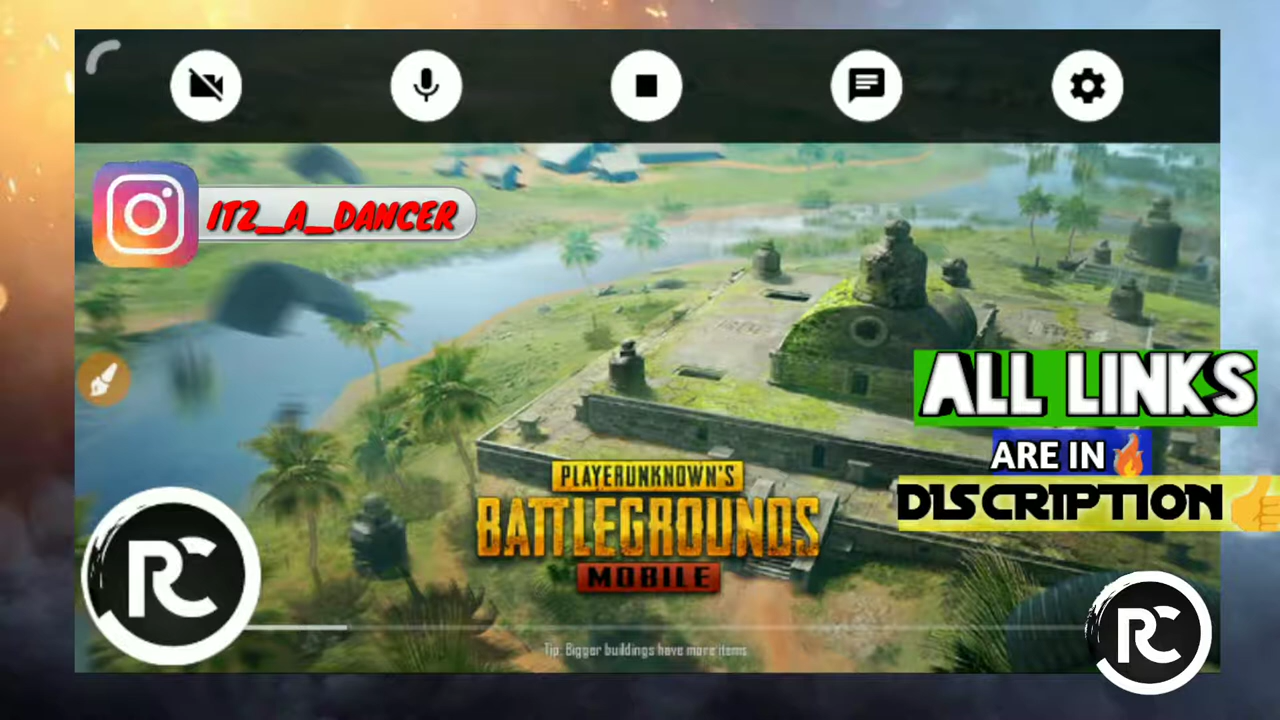 ITZ_A_DANCER
ALL LINKS
ARE IN🔥
DISCRIPTION👍
PLAYERUNKNOWN'S
BATTLEGROUNDS
MOBILE
RC
RC
Tip: Bigger buildings have more items